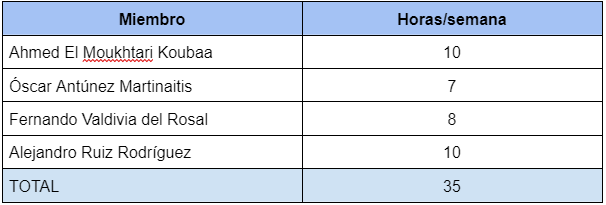 Miembro Horas/semana
Ahmed El Moukhtari Koubaa 10
Óscar Antúnez Martinaitis 7
Fernando Valdivia del Rosal 8
Alejandro Ruiz Rodríguez 10
TOTAL 35